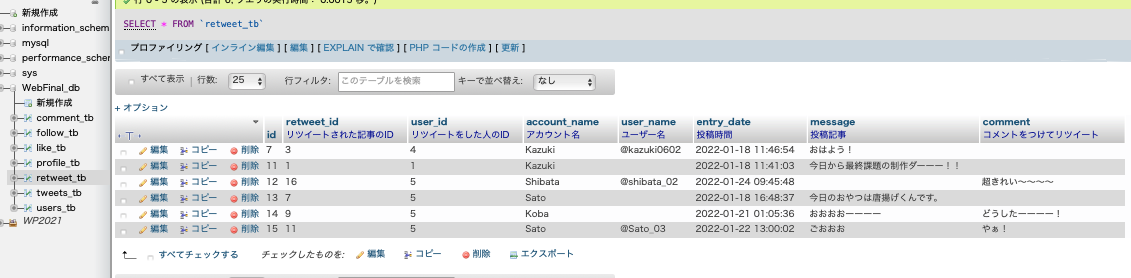 行 0 - 5 の表示 (合計 6, クエリの実行時間: 0.0015 秒。)
SELECT * FROM `retweet_tb`
プロファイリング [ インライン編集 ] [ 編集 ] [ EXPLAIN で確認 ] [ PHP コードの作成 ] [ 更新 ]
すべて表示 | 行数: 25 行フィルタ: このテーブルを検索 キーで並べ替え: なし
+ オプション
新規作成
information_schem
mysql
performance_schem
sys
WebFinal_db
新規作成
comment_tb
follow_tb
like_tb
profile_tb
retweet_tb
tweets_tb
users_tb
WP2021
←T→ id retweet_id user_id account_name user_name entry_date message comment
リツイートされた記事のID リツイートをした人のID アカウント名 ユーザー名 投稿時間 投稿記事 コメントをつけてリツイート
編集 コピー 削除 7 3 4 Kazuki @kazuki0602 2022-01-18 11:46:54 おはよう！
編集 コピー 削除 11 1 1 Kazuki 2022-01-18 11:41:03 今日から最終課題の制作ダーーー！！
編集 コピー 削除 12 16 5 Shibata @shibata_02 2022-01-24 09:45:48 超きれい〜〜〜〜
編集 コピー 削除 13 7 5 Sato 2022-01-18 16:48:37 今日のおやつは唐揚げくんです。
編集 コピー 削除 14 9 5 Koba 2022-01-21 01:05:36 おおおおーーーー どうしたーーーー！
編集 コピー 削除 15 11 5 Sato @Sato_03 2022-01-22 13:00:02 ごおおお やぁ！
すべてチェックする チェックしたものを: 編集 コピー 削除 エクスポート